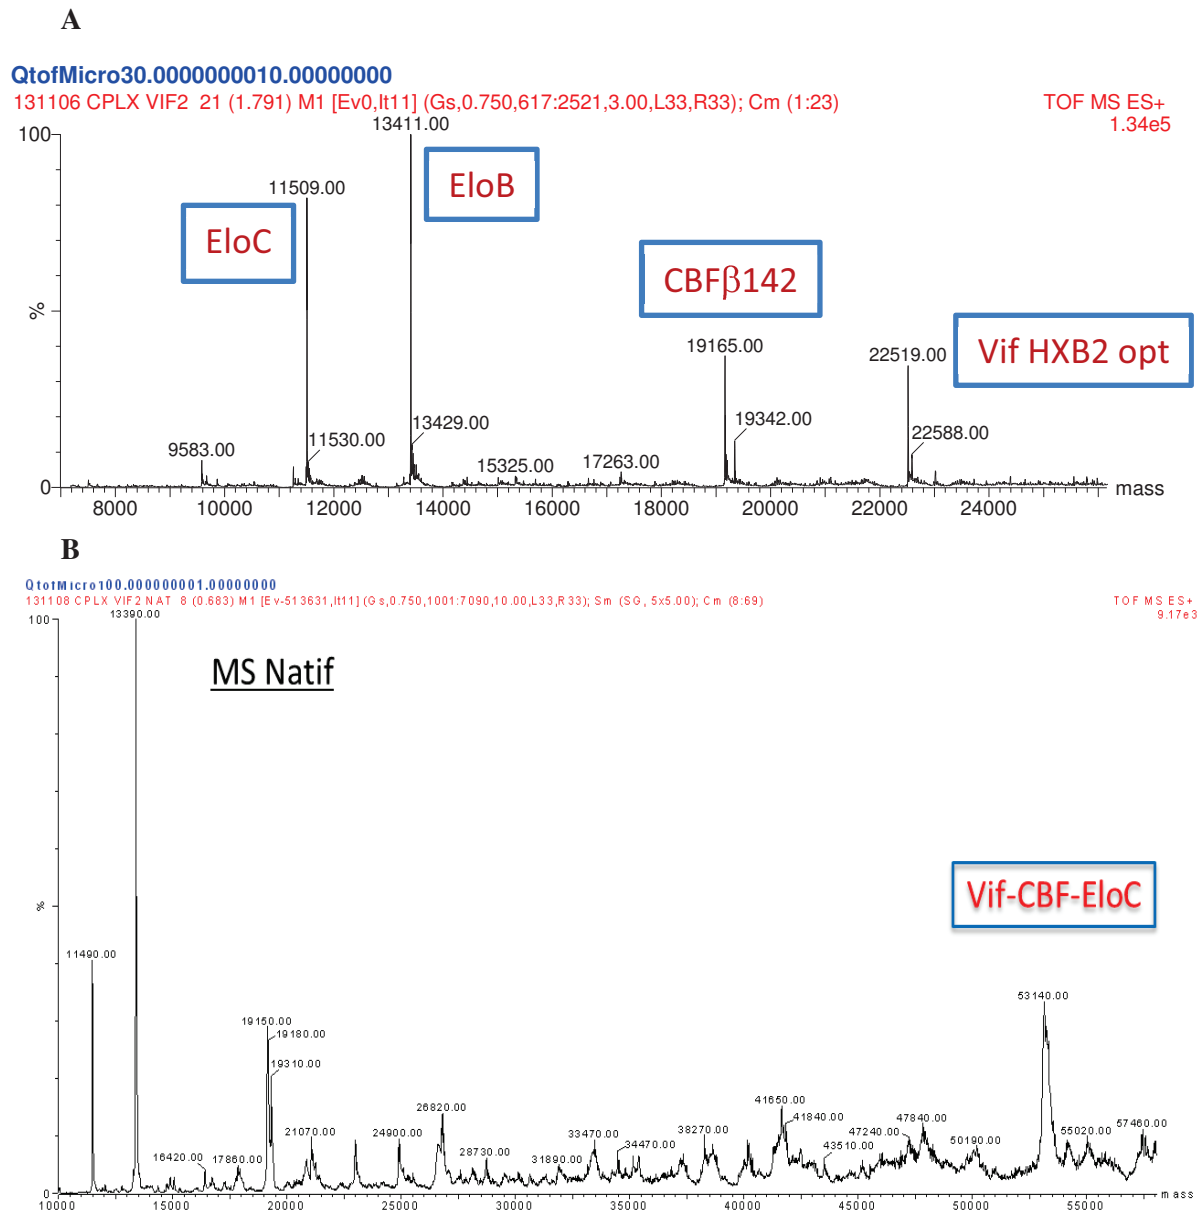 A
QtofMicro30.0000000010.00000000
131106 CPLX VIF2 21 (1.791) M1 [Ev0,It11] (Gs,0.750,617:2521,3.00,L33,R33); Cm (1:23)
TOF MS ES+
1.34e5
13411.00
100
EloB
11509.00
EloC
CBFβ142
%
19165.00
Vif HXB2 opt
22519.00
9583.00
11530.00
13429.00
15325.00
17263.00
19342.00
22588.00
0
mass
8000 10000 12000 14000 16000 18000 20000 22000 24000
B
QtofMicro100.000000001.00000000
131108 CPLX VIF2 NAT 8 (0.683) M1 [Ev-513631,It11] (Gs,0.750,1001:7090,10.00,L33,R33); Sm (SG, 5x5.00); Cm (8:69)
TOF MS ES+
9.17e3
13390.00
100
MS Natif
%
Vif-CBF-EloC
11490.00
53140.00
19150.00
19180.00
19310.00
26820.00
41650.00
41840.00
21070.00
24900.00
33470.00
38270.00
47240.00
47840.00
57460.00
16420.00
17860.00
28730.00
31890.00
34470.00
43510.00
50190.00
55020.00
0
mass
10000 15000 20000 25000 30000 35000 40000 45000 50000 55000